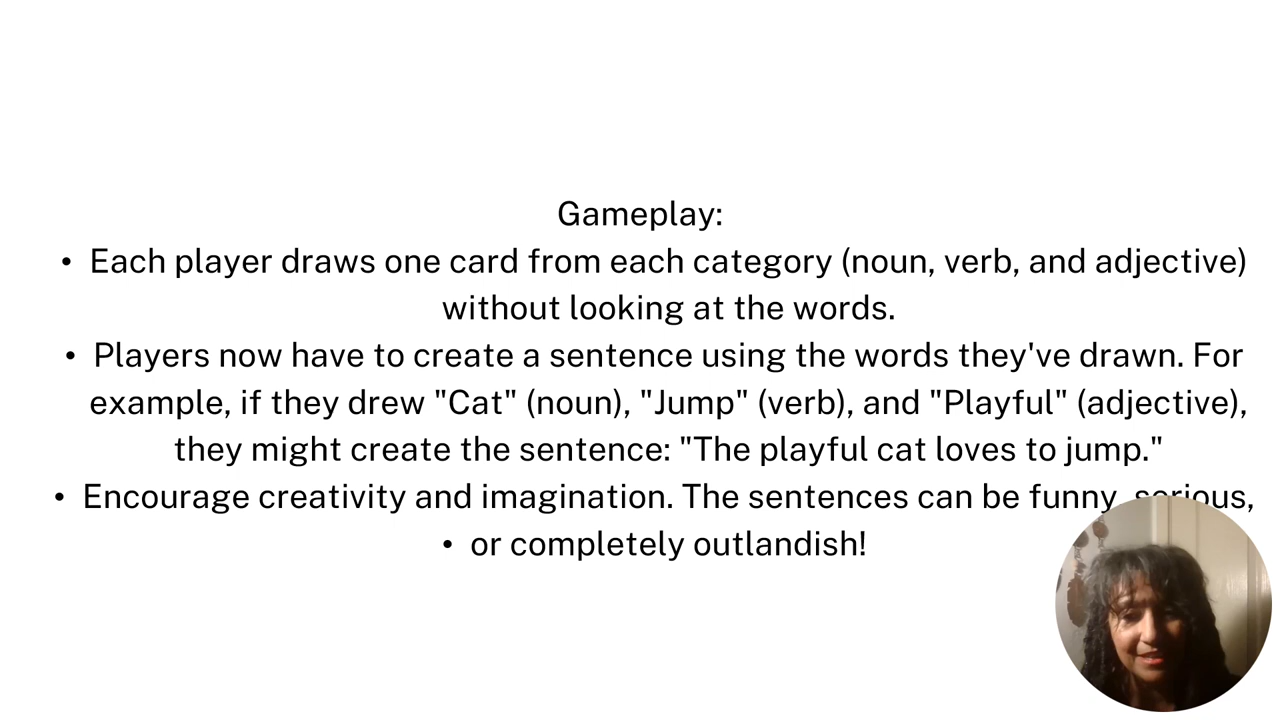 Gameplay:
• Each player draws one card from each category (noun, verb, and adjective)
without looking at the words.
• Players now have to create a sentence using the words they've drawn. For
example, if they drew "Cat" (noun), "Jump" (verb), and "Playful" (adjective),
they might create the sentence: "The playful cat loves to jump."
• Encourage creativity and imagination. The sentences can be funny, serious,
• or completely outlandish!